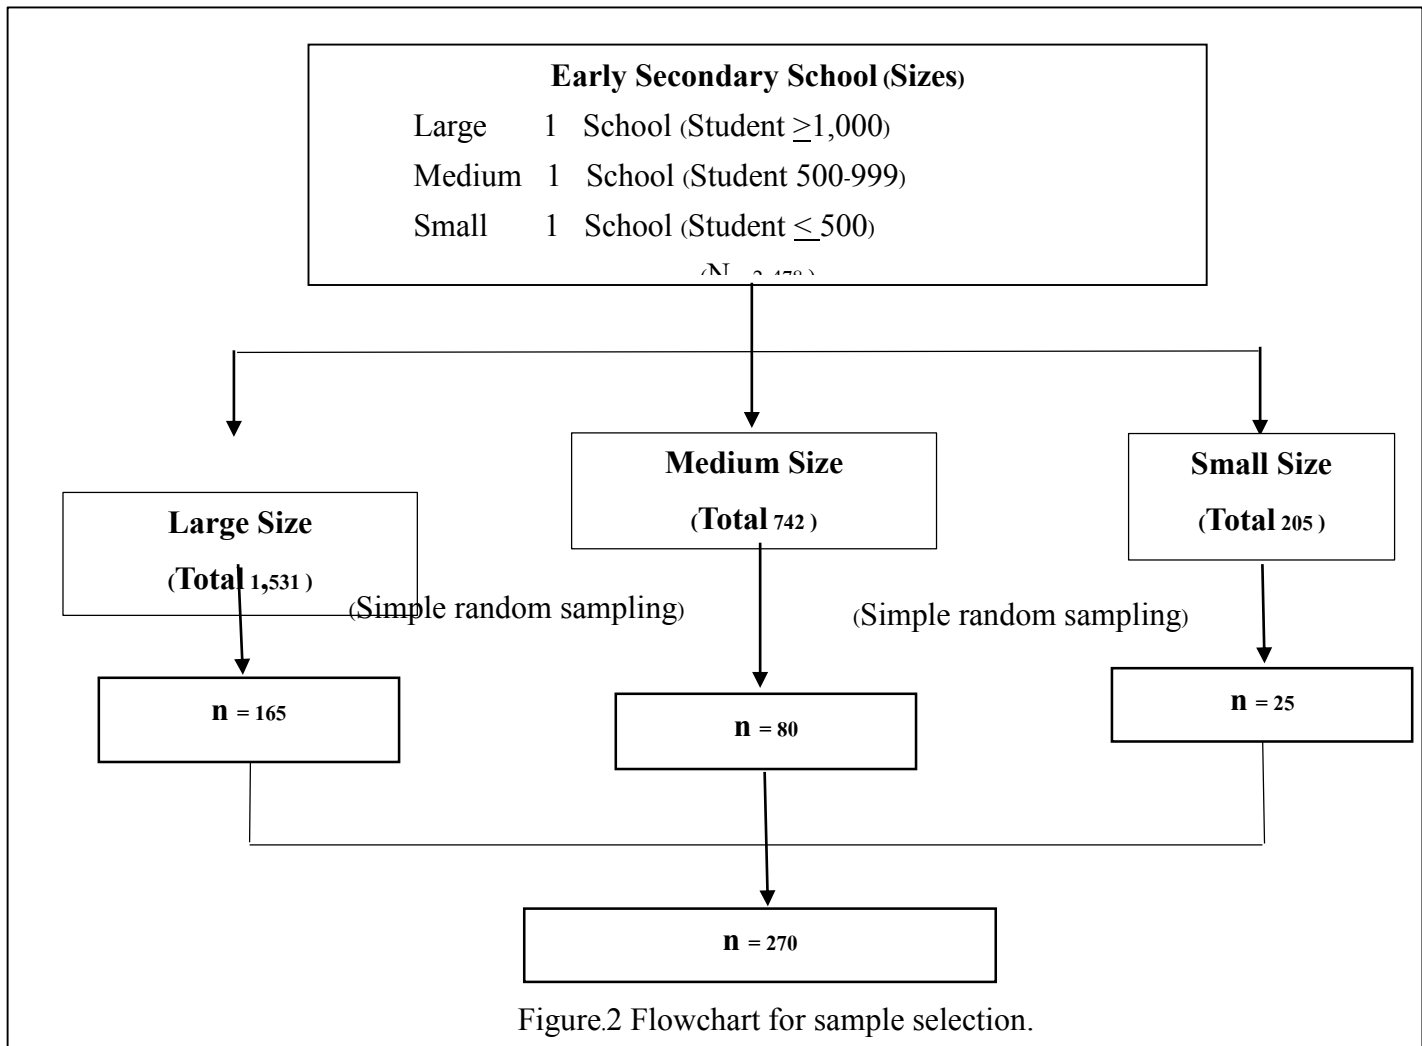 Early Secondary School (Sizes)
Large 1 School (Student ≥1,000)
Medium 1 School (Student 500-999)
Small 1 School (Student ≤ 500)
(N 2,478 )
Large Size
(Total 1,531 )
Medium Size
(Total 742 )
Small Size
(Total 205 )
(Simple random sampling)
(Simple random sampling)
n = 165
n = 80
n = 25
n = 270
Figure.2 Flowchart for sample selection.